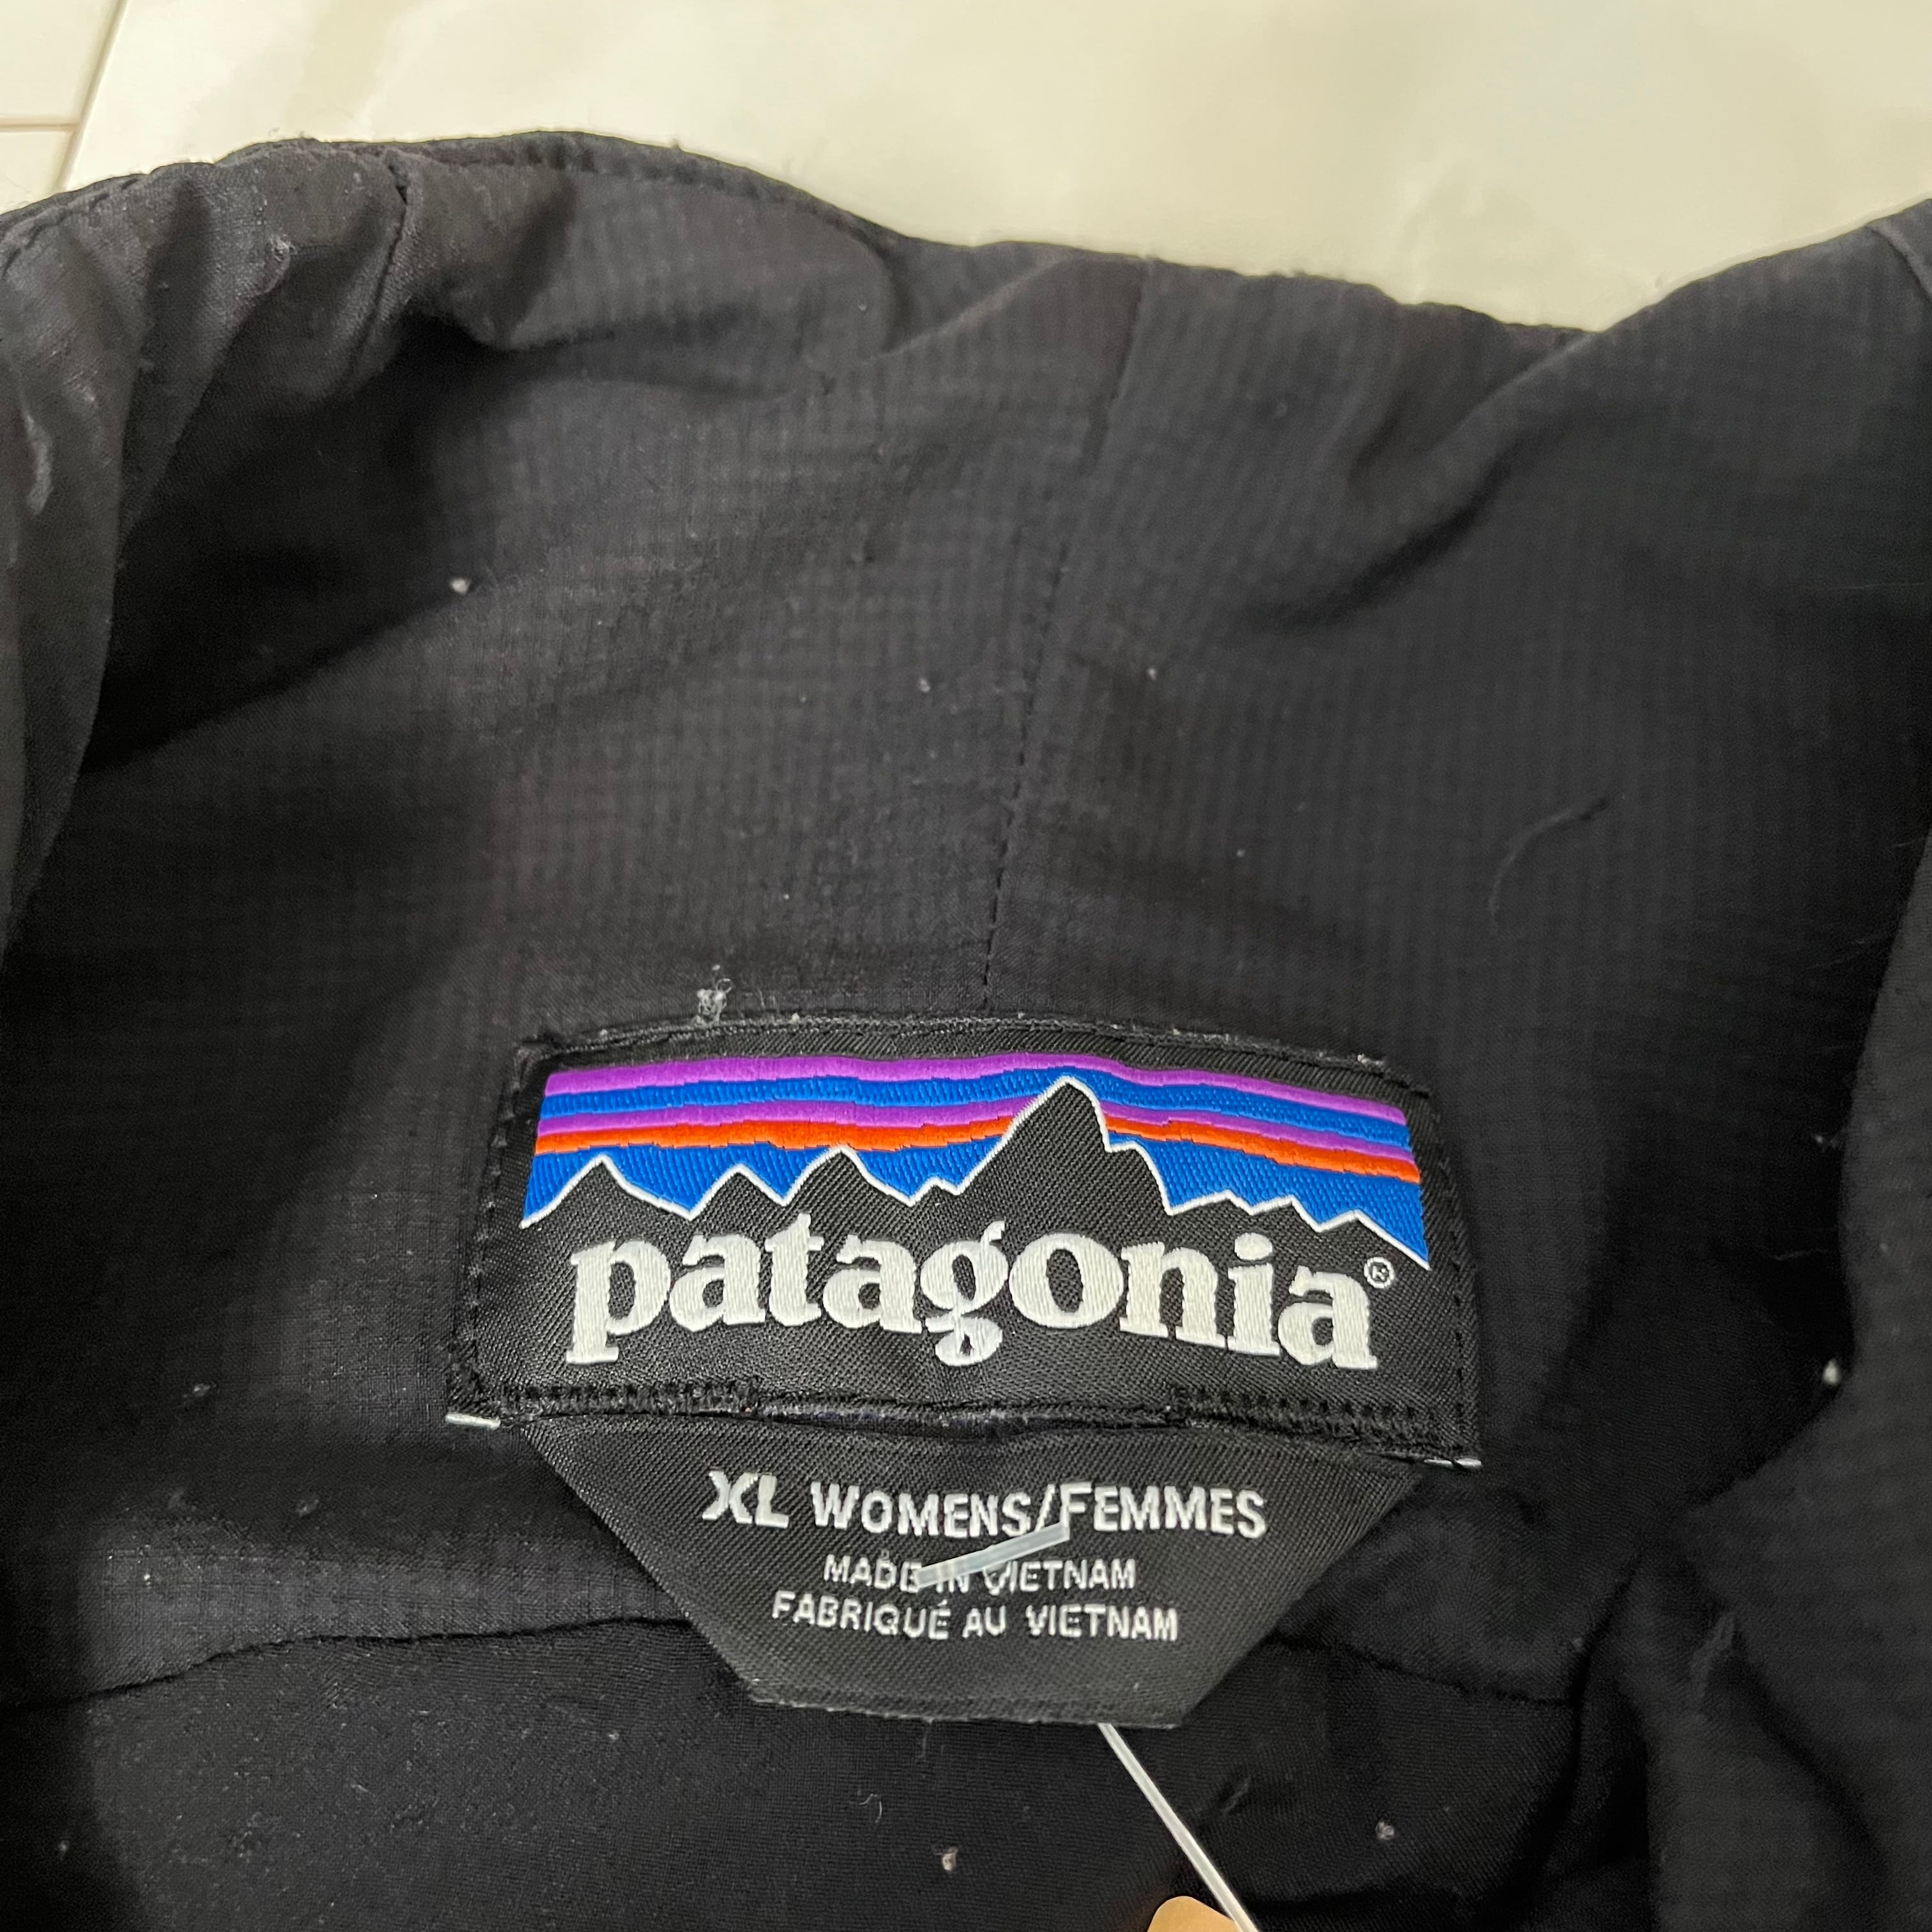 patagonia®
XL WOMENS/FEMMES
MADE IN VIETNAM
FABRIQUÉ AU VIETNAM